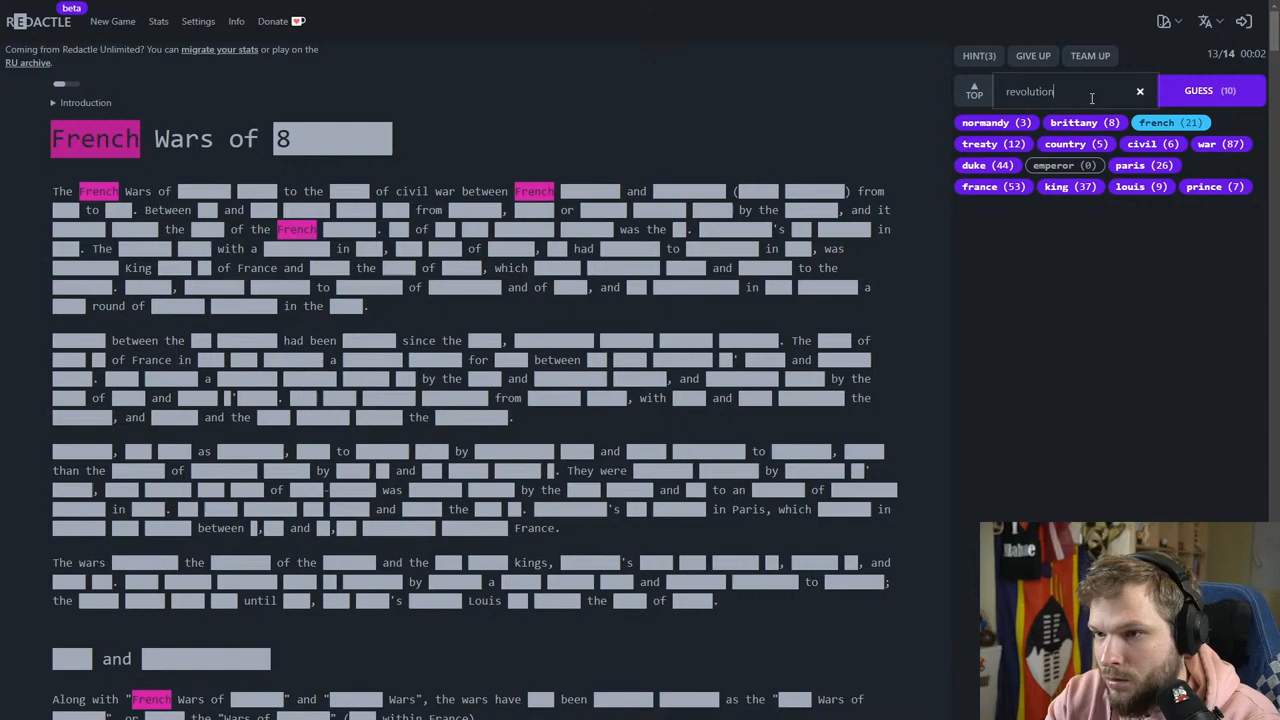 beta
REDACTLE New Game Stats Settings Info Donate
Coming from Redactle Unlimited? You can migrate your stats or play on the
RU archive.
Introduction
French Wars of 8
The French Wars of to the of civil war between French and ( ) from
to . Between and from , or by the , and it
the of the French . of was the . 's in
. The with a in , of , had to in , was
King of France and the of , which and to the
. , to of and of , and in a
round of in the .
between the had been since the , . The of
of France in a for between ' and
. a by the and , and by the
of and '. from , with and the
, and and the the .
, as , to by and to ,
than the of by and . They were by '
, of - was by the and to an of
in . and the . 's in Paris, which in
between , and , France.
The wars the of the and the kings, 's , , and
. by a and to ;
the until , 's Louis the of .
and
Along with "French Wars of " and " Wars", the wars have been as the " Wars of
", or the "Wars of " ( within France)
HINT(3) GIVE UP TEAM UP 13/14 00:02
TOP revolution GUESS (10)
normandy (3) brittany (8) french (21)
treaty (12) country (5) civil (6) war (87)
duke (44) emperor (0) paris (26)
france (53) king (37) louis (9) prince (7)